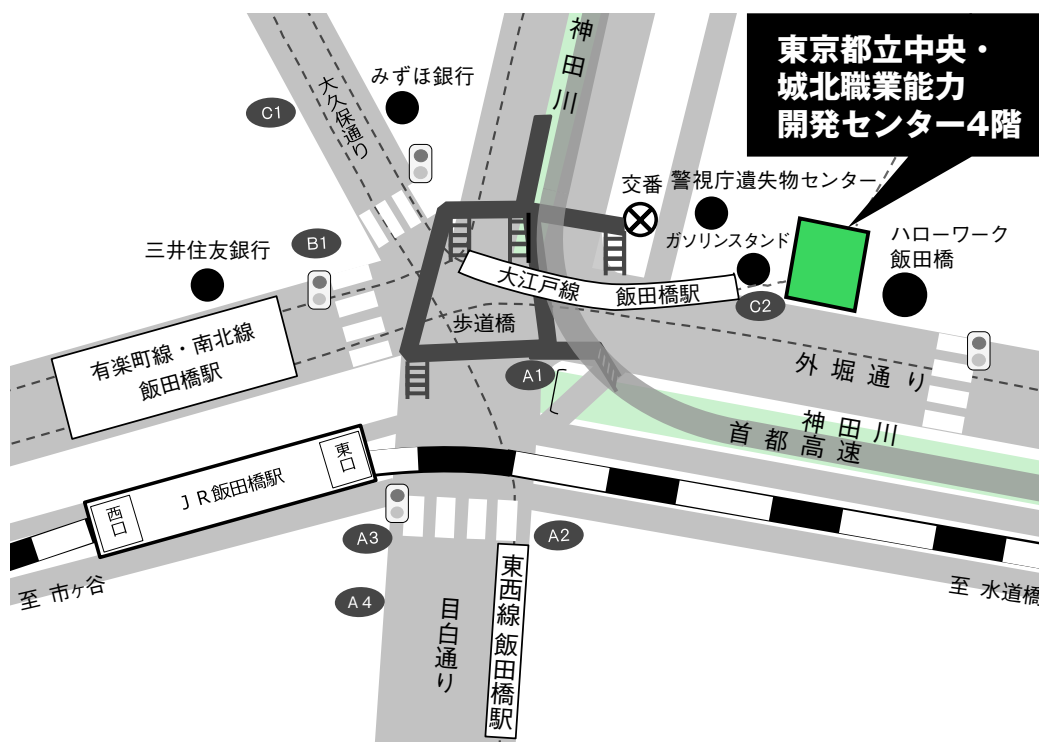 東京都立中央・
城北職業能力
開発センター4階
神田川
みずほ銀行
大久保通り
C1
交番
警視庁遺失物センター
ガソリンスタンド
ハローワーク
飯田橋
三井住友銀行
B1
大江戸線 飯田橋駅
C2
歩道橋
有楽町線・南北線
飯田橋駅
A1
外堀通り
神田川
首都高速
東口
JR飯田橋駅
西口
A3
A2
至 市ヶ谷
A4
目白通り
東西線 飯田橋駅
至 水道橋